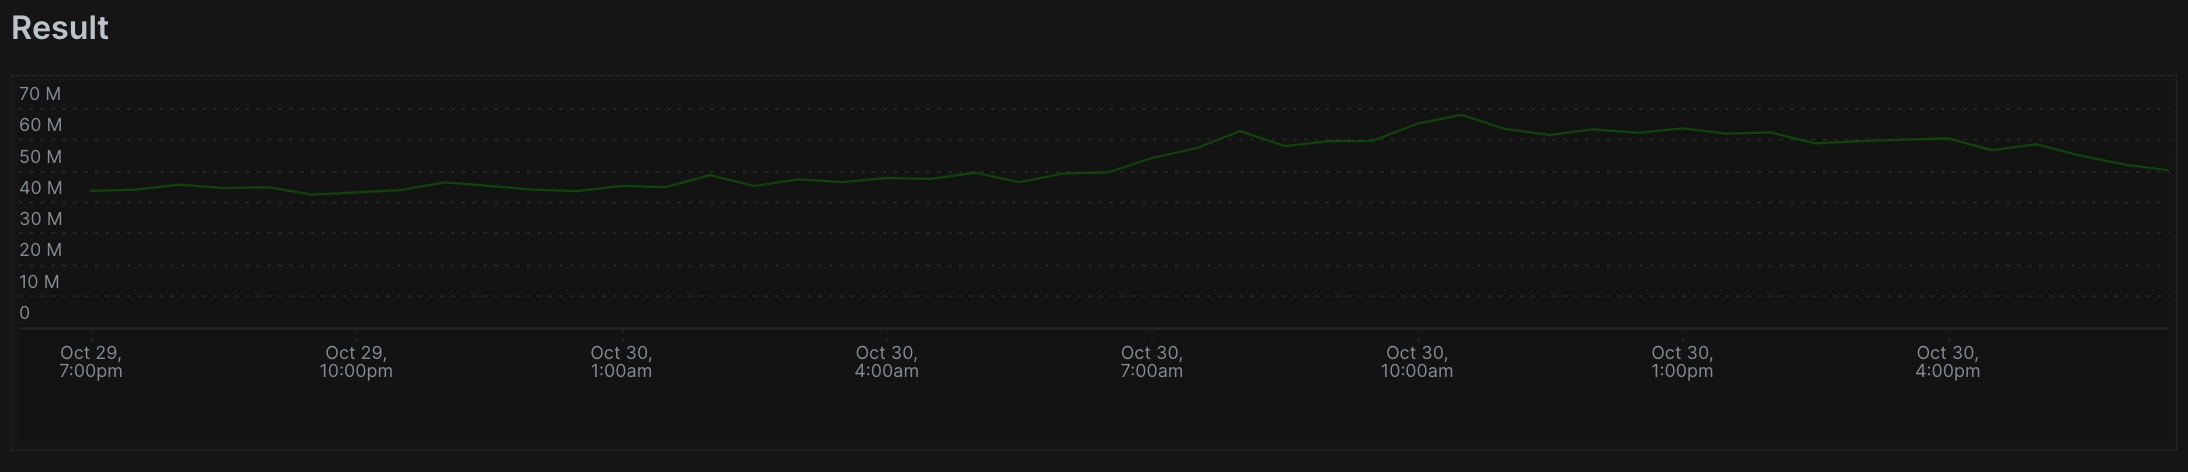 Result
70 M
60 M
50 M
40 M
30 M
20 M
10 M
0
Oct 29,
7:00pm
Oct 29,
10:00pm
Oct 30,
1:00am
Oct 30,
4:00am
Oct 30,
7:00am
Oct 30,
10:00am
Oct 30,
1:00pm
Oct 30,
4:00pm